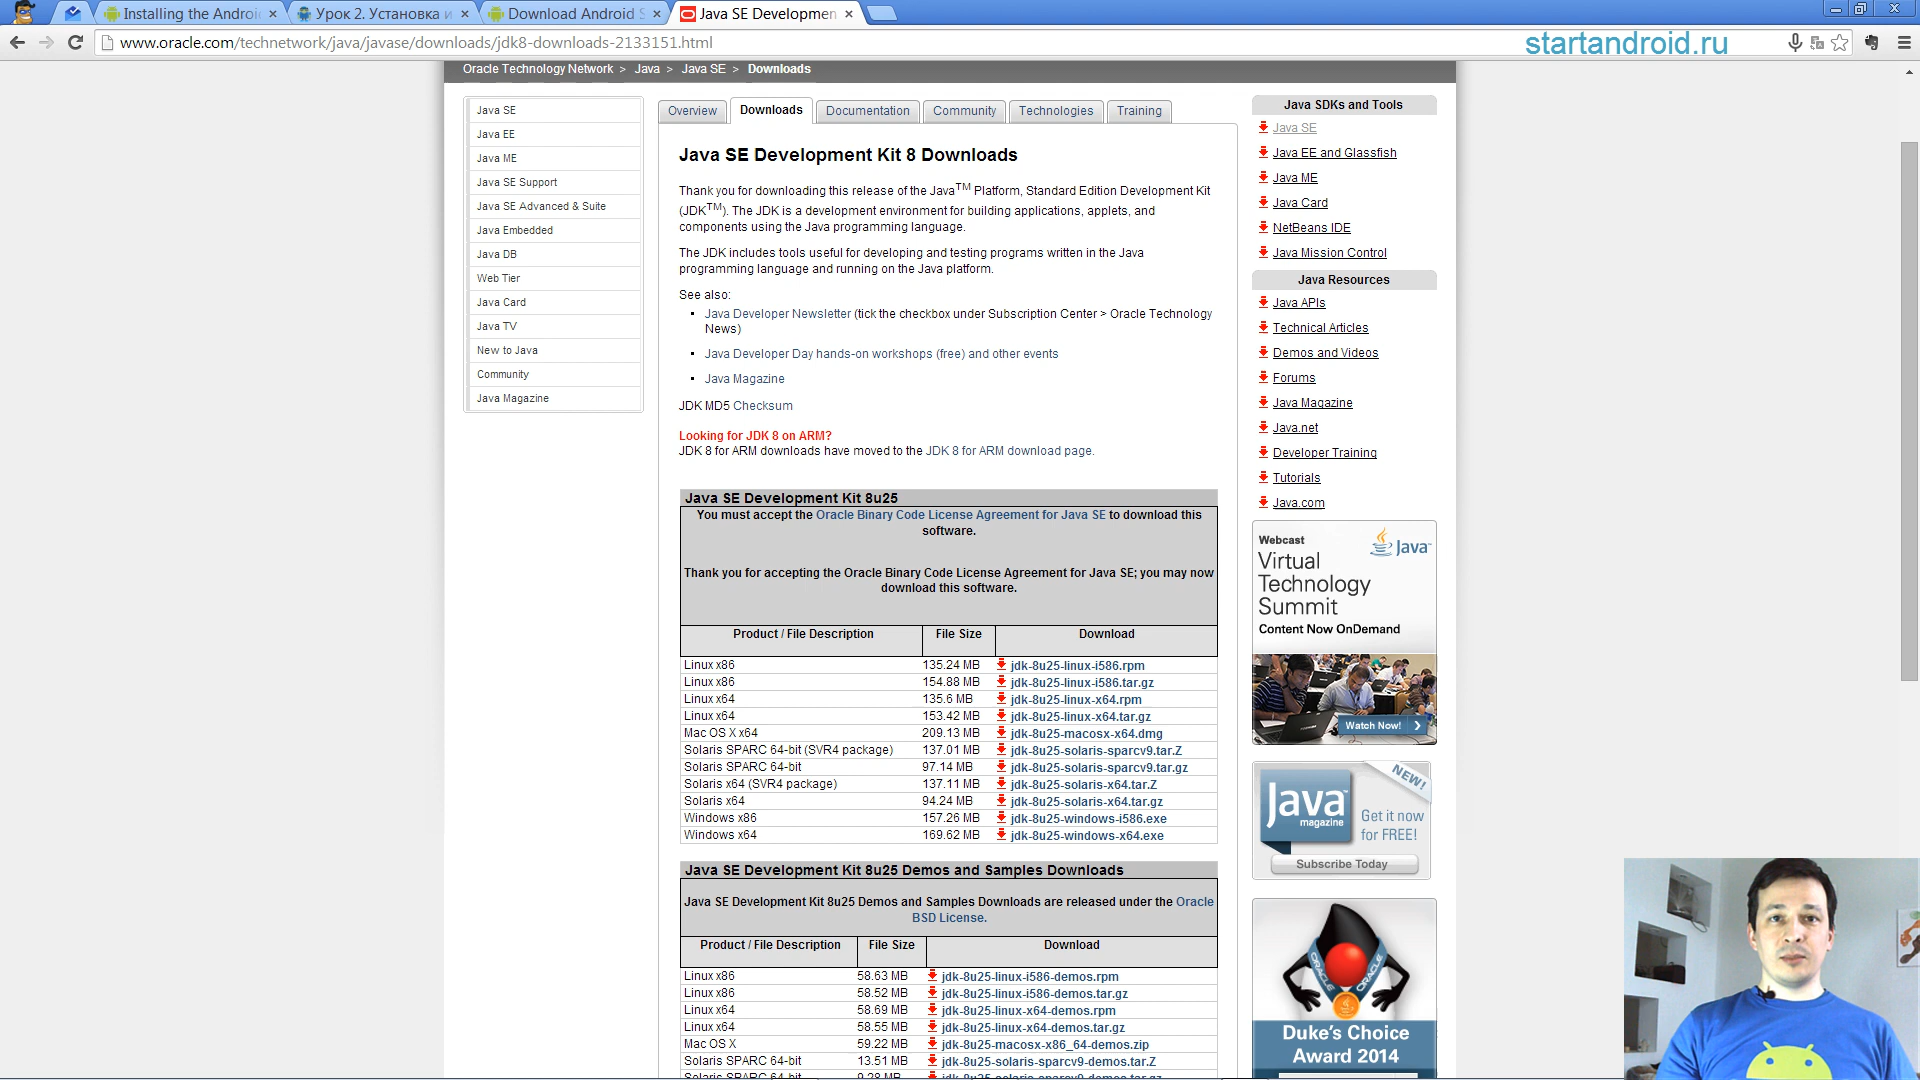 Installing the Androi
Урок 2. Установка и
Download Android S
Java SE Developmen
www.oracle.com/technetwork/java/javase/downloads/jdk8-downloads-2133151.html
startandroid.ru
Oracle Technology Network > Java > Java SE > Downloads
Java SE
Java EE
Java ME
Java SE Support
Java SE Advanced & Suite
Java Embedded
Java DB
Web Tier
Java Card
Java TV
New to Java
Community
Java Magazine
Overview
Downloads
Documentation
Community
Technologies
Training
Java SE Development Kit 8 Downloads
Thank you for downloading this release of the Java™ Platform, Standard Edition Development Kit
(JDK™). The JDK is a development environment for building applications, applets, and
components using the Java programming language.
The JDK includes tools useful for developing and testing programs written in the Java
programming language and running on the Java platform.
See also:
Java Developer Newsletter (tick the checkbox under Subscription Center > Oracle Technology
News)
Java Developer Day hands-on workshops (free) and other events
Java Magazine
JDK MD5 Checksum
Looking for JDK 8 on ARM?
JDK 8 for ARM downloads have moved to the JDK 8 for ARM download page.
Java SE Development Kit 8u25
You must accept the Oracle Binary Code License Agreement for Java SE to download this
software.
Thank you for accepting the Oracle Binary Code License Agreement for Java SE; you may now
download this software.
Product / File Description File Size Download
Linux x86 135.24 MB jdk-8u25-linux-i586.rpm
Linux x86 154.88 MB jdk-8u25-linux-i586.tar.gz
Linux x64 135.6 MB jdk-8u25-linux-x64.rpm
Linux x64 153.42 MB jdk-8u25-linux-x64.tar.gz
Mac OS X x64 209.13 MB jdk-8u25-macosx-x64.dmg
Solaris SPARC 64-bit (SVR4 package) 137.01 MB jdk-8u25-solaris-sparcv9.tar.Z
Solaris SPARC 64-bit 97.14 MB jdk-8u25-solaris-sparcv9.tar.gz
Solaris x64 (SVR4 package) 137.11 MB jdk-8u25-solaris-x64.tar.Z
Solaris x64 94.24 MB jdk-8u25-solaris-x64.tar.gz
Windows x86 157.26 MB jdk-8u25-windows-i586.exe
Windows x64 169.62 MB jdk-8u25-windows-x64.exe
Java SE Development Kit 8u25 Demos and Samples Downloads
Java SE Development Kit 8u25 Demos and Samples Downloads are released under the Oracle
BSD License.
Product / File Description File Size Download
Linux x86 58.63 MB jdk-8u25-linux-i586-demos.rpm
Linux x86 58.52 MB jdk-8u25-linux-i586-demos.tar.gz
Linux x64 58.69 MB jdk-8u25-linux-x64-demos.rpm
Linux x64 58.55 MB jdk-8u25-linux-x64-demos.tar.gz
Mac OS X 59.22 MB jdk-8u25-macosx-x86_64-demos.zip
Solaris SPARC 64-bit 13.51 MB jdk-8u25-solaris-sparcv9-demos.tar.Z
Solaris SPARC 64-bit 9.28 MB jdk-8u25-solaris-sparcv9-demos.tar.gz
Java SDKs and Tools
Java SE
Java EE and Glassfish
Java ME
Java Card
NetBeans IDE
Java Mission Control
Java Resources
Java APIs
Technical Articles
Demos and Videos
Forums
Java Magazine
Java.net
Developer Training
Tutorials
Java.com
Webcast
Java™
Virtual
Technology
Summit
Content Now OnDemand
Watch Now!
NEW!
Java
magazine
Get it now
for FREE!
Subscribe Today
ORACLE
ORACLE
Duke's Choice
Award 2014